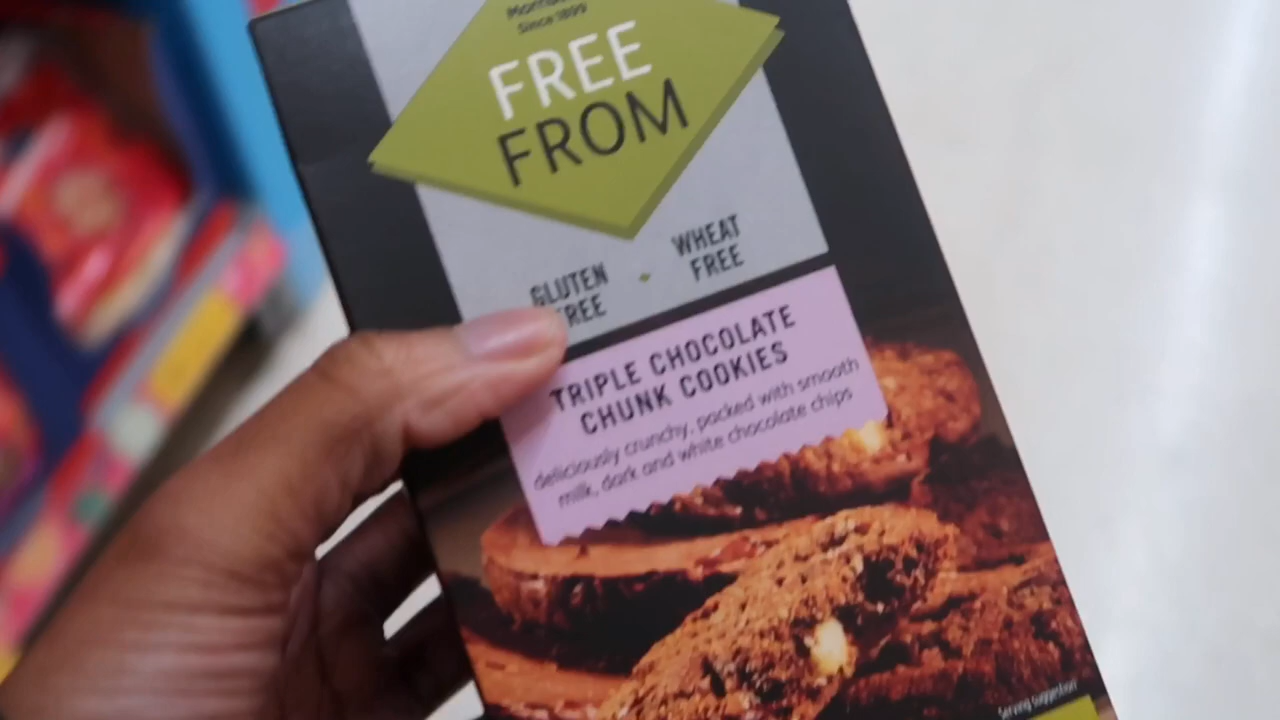 Since 1899
FREE
FROM
GLUTEN
FREE
WHEAT
FREE
TRIPLE CHOCOLATE
CHUNK COOKIES
deliciously crunchy, packed with smooth
milk, dark and white chocolate chips
Serving suggestion